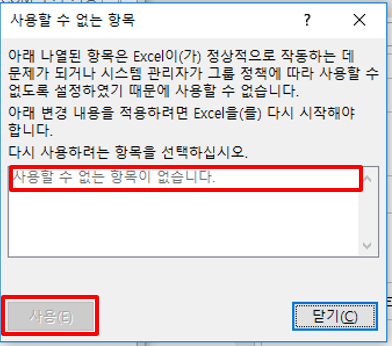 사용할 수 없는 항목
아래 나열된 항목은 Excel이(가) 정상적으로 작동하는 데
문제가 되거나 시스템 관리자가 그룹 정책에 따라 사용할 수
없도록 설정하였기 때문에 사용할 수 없습니다.
아래 변경 내용을 적용하려면 Excel을(를) 다시 시작해야
합니다.
다시 사용하려는 항목을 선택하십시오.
사용할 수 없는 항목이 없습니다.
사용(E)
닫기(C)